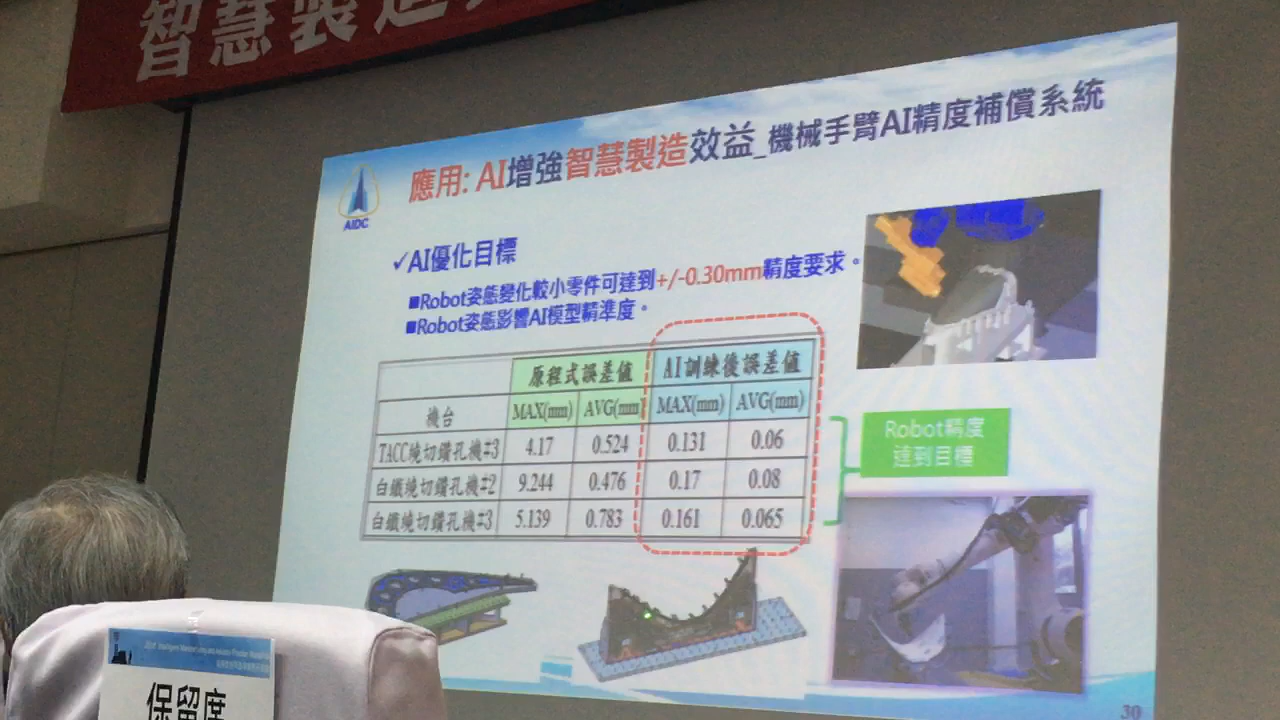 智慧製造
應用: AI增強智慧製造效益_機械手臂AI精度補償系統
AIDC
✓AI優化目標
■Robot姿態變化較小零件可達到+/-0.30mm精度要求。
■Robot姿態影響AI模型精準度。
原程式誤差值 AI訓練後誤差值
機台 MAX(mm) AVG(mm) MAX(mm) AVG(mm)
TACC繞切鑽孔機#3 4.17 0.524 0.131 0.06
白鐵繞切鑽孔機#2 9.244 0.476 0.17 0.08
白鐵繞切鑽孔機#3 5.139 0.783 0.161 0.065
Robot精度
達到目標
保留席
30